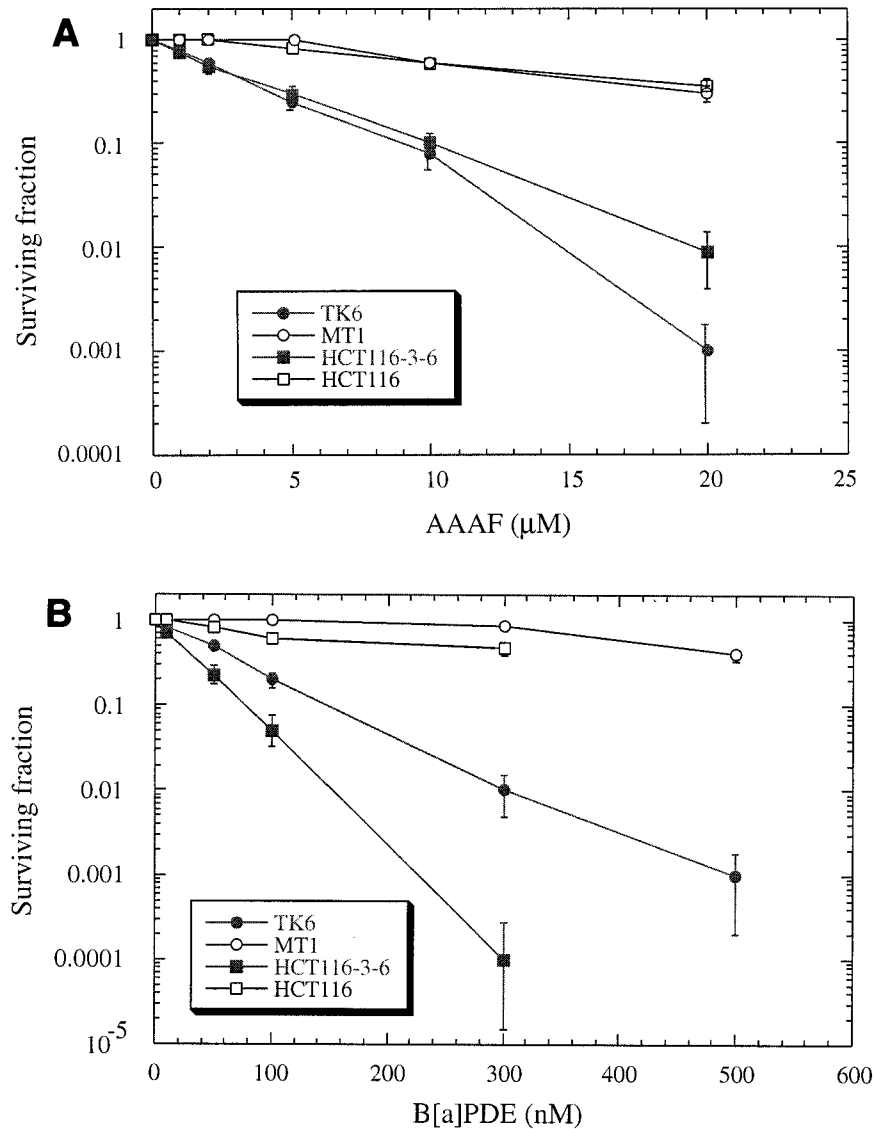 A
1
0.1
0.01
0.001
0.0001
Surviving fraction
TK6
MT1
HCT116-3-6
HCT116
0 5 10 15 20 25
AAAF (μM)
B
1
0.1
0.01
0.001
0.0001
10-5
Surviving fraction
TK6
MT1
HCT116-3-6
HCT116
0 100 200 300 400 500 600
B[a]PDE (nM)